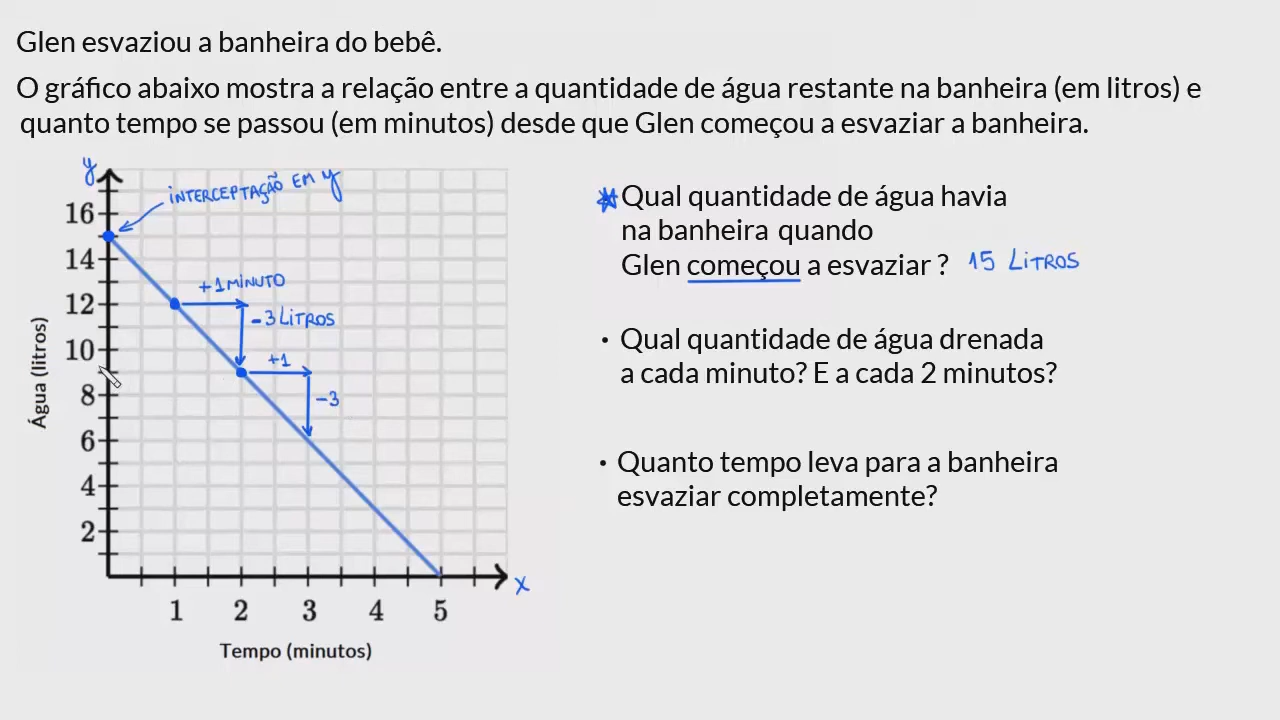 Glen esvaziou a banheira do bebê.
O gráfico abaixo mostra a relação entre a quantidade de água restante na banheira (em litros) e
quanto tempo se passou (em minutos) desde que Glen começou a esvaziar a banheira.
y
INTERCEPTAÇÃO EM y
16
14
12
10
8
6
4
2
Água (litros)
+1 MINUTO
-3 LITROS
+1
-3
x
1 2 3 4 5
Tempo (minutos)
Qual quantidade de água havia
na banheira quando
Glen começou a esvaziar ? 15 LITROS
• Qual quantidade de água drenada
a cada minuto? E a cada 2 minutos?
• Quanto tempo leva para a banheira
esvaziar completamente?